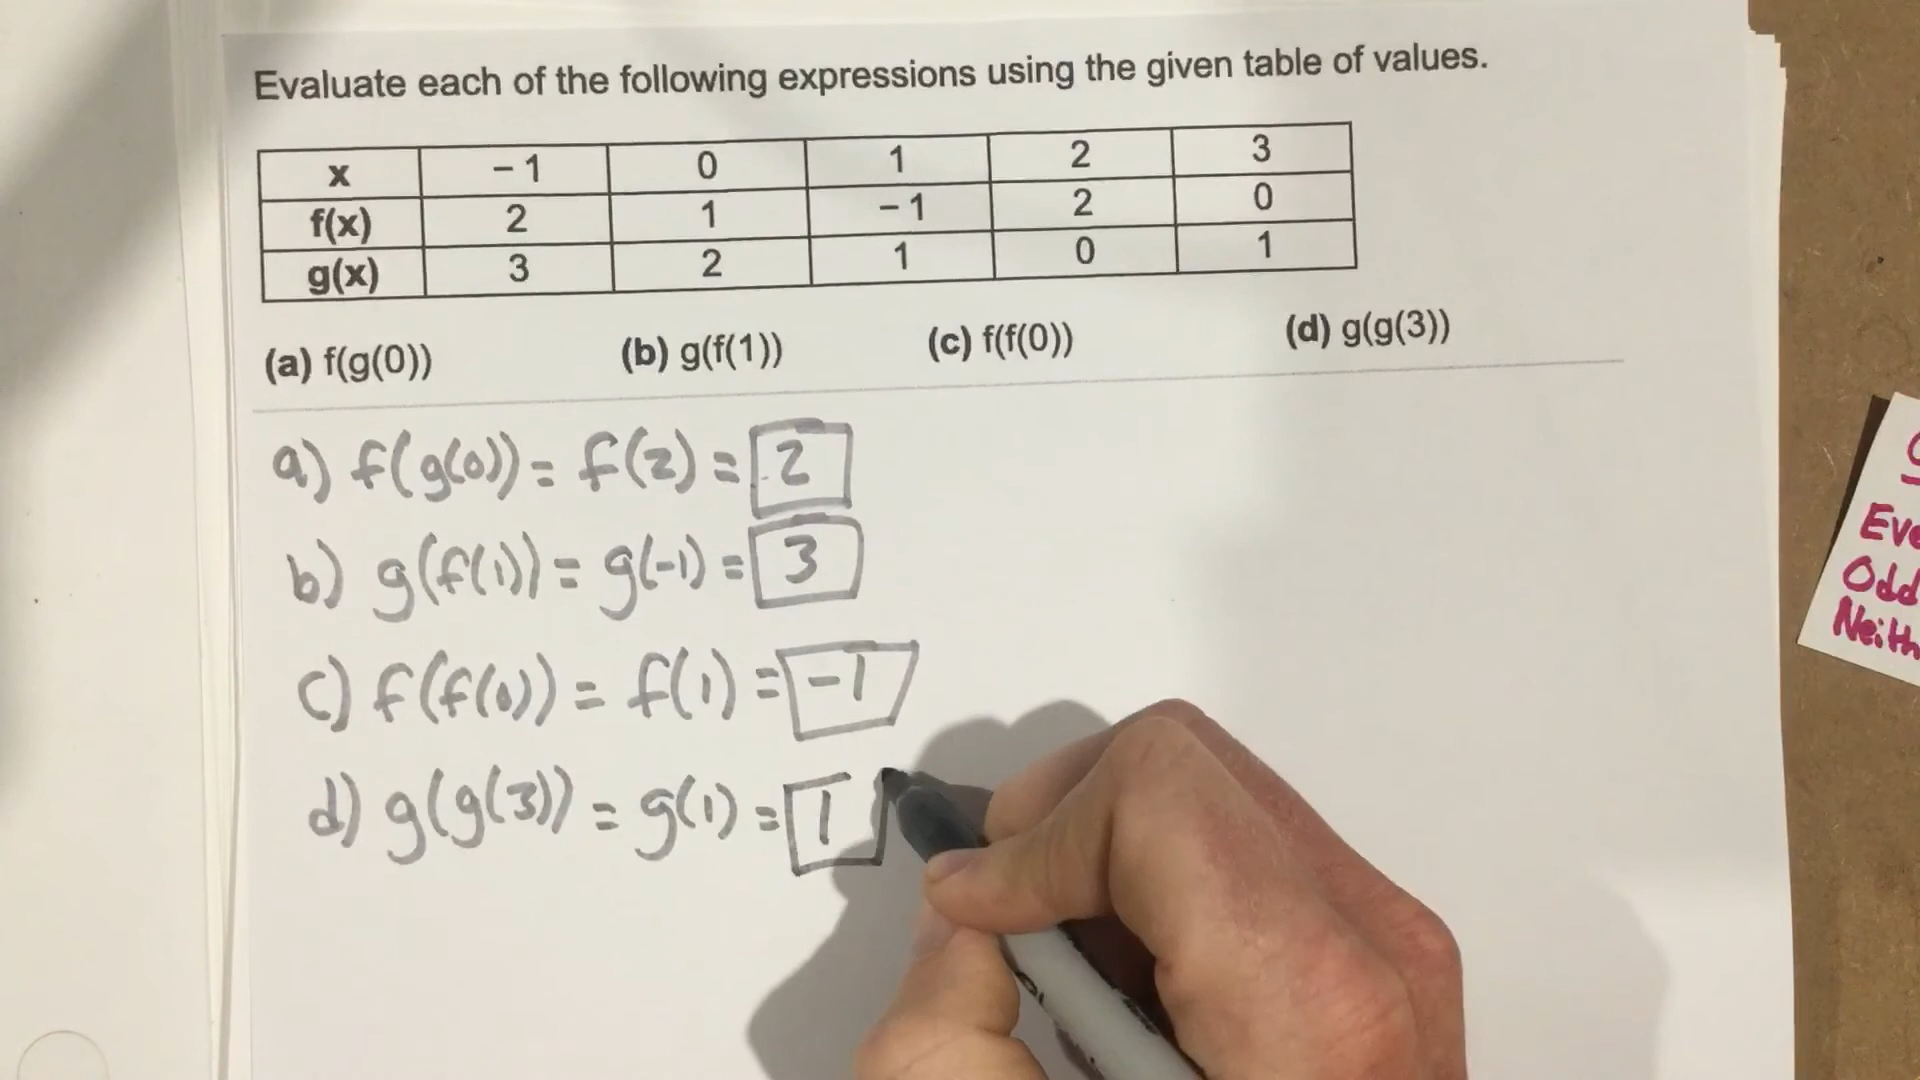 Evaluate each of the following expressions using the given table of values.
x -1 0 1 2 3
f(x) 2 1 -1 2 0
g(x) 3 2 1 0 1
(a) f(g(0)) (b) g(f(1)) (c) f(f(0)) (d) g(g(3))
a) f(g(0)) = f(2) = 2
b) g(f(1)) = g(-1) = 3
c) f(f(0)) = f(1) = -1
d) g(g(3)) = g(1) = 1
Eve
Odd
Neith